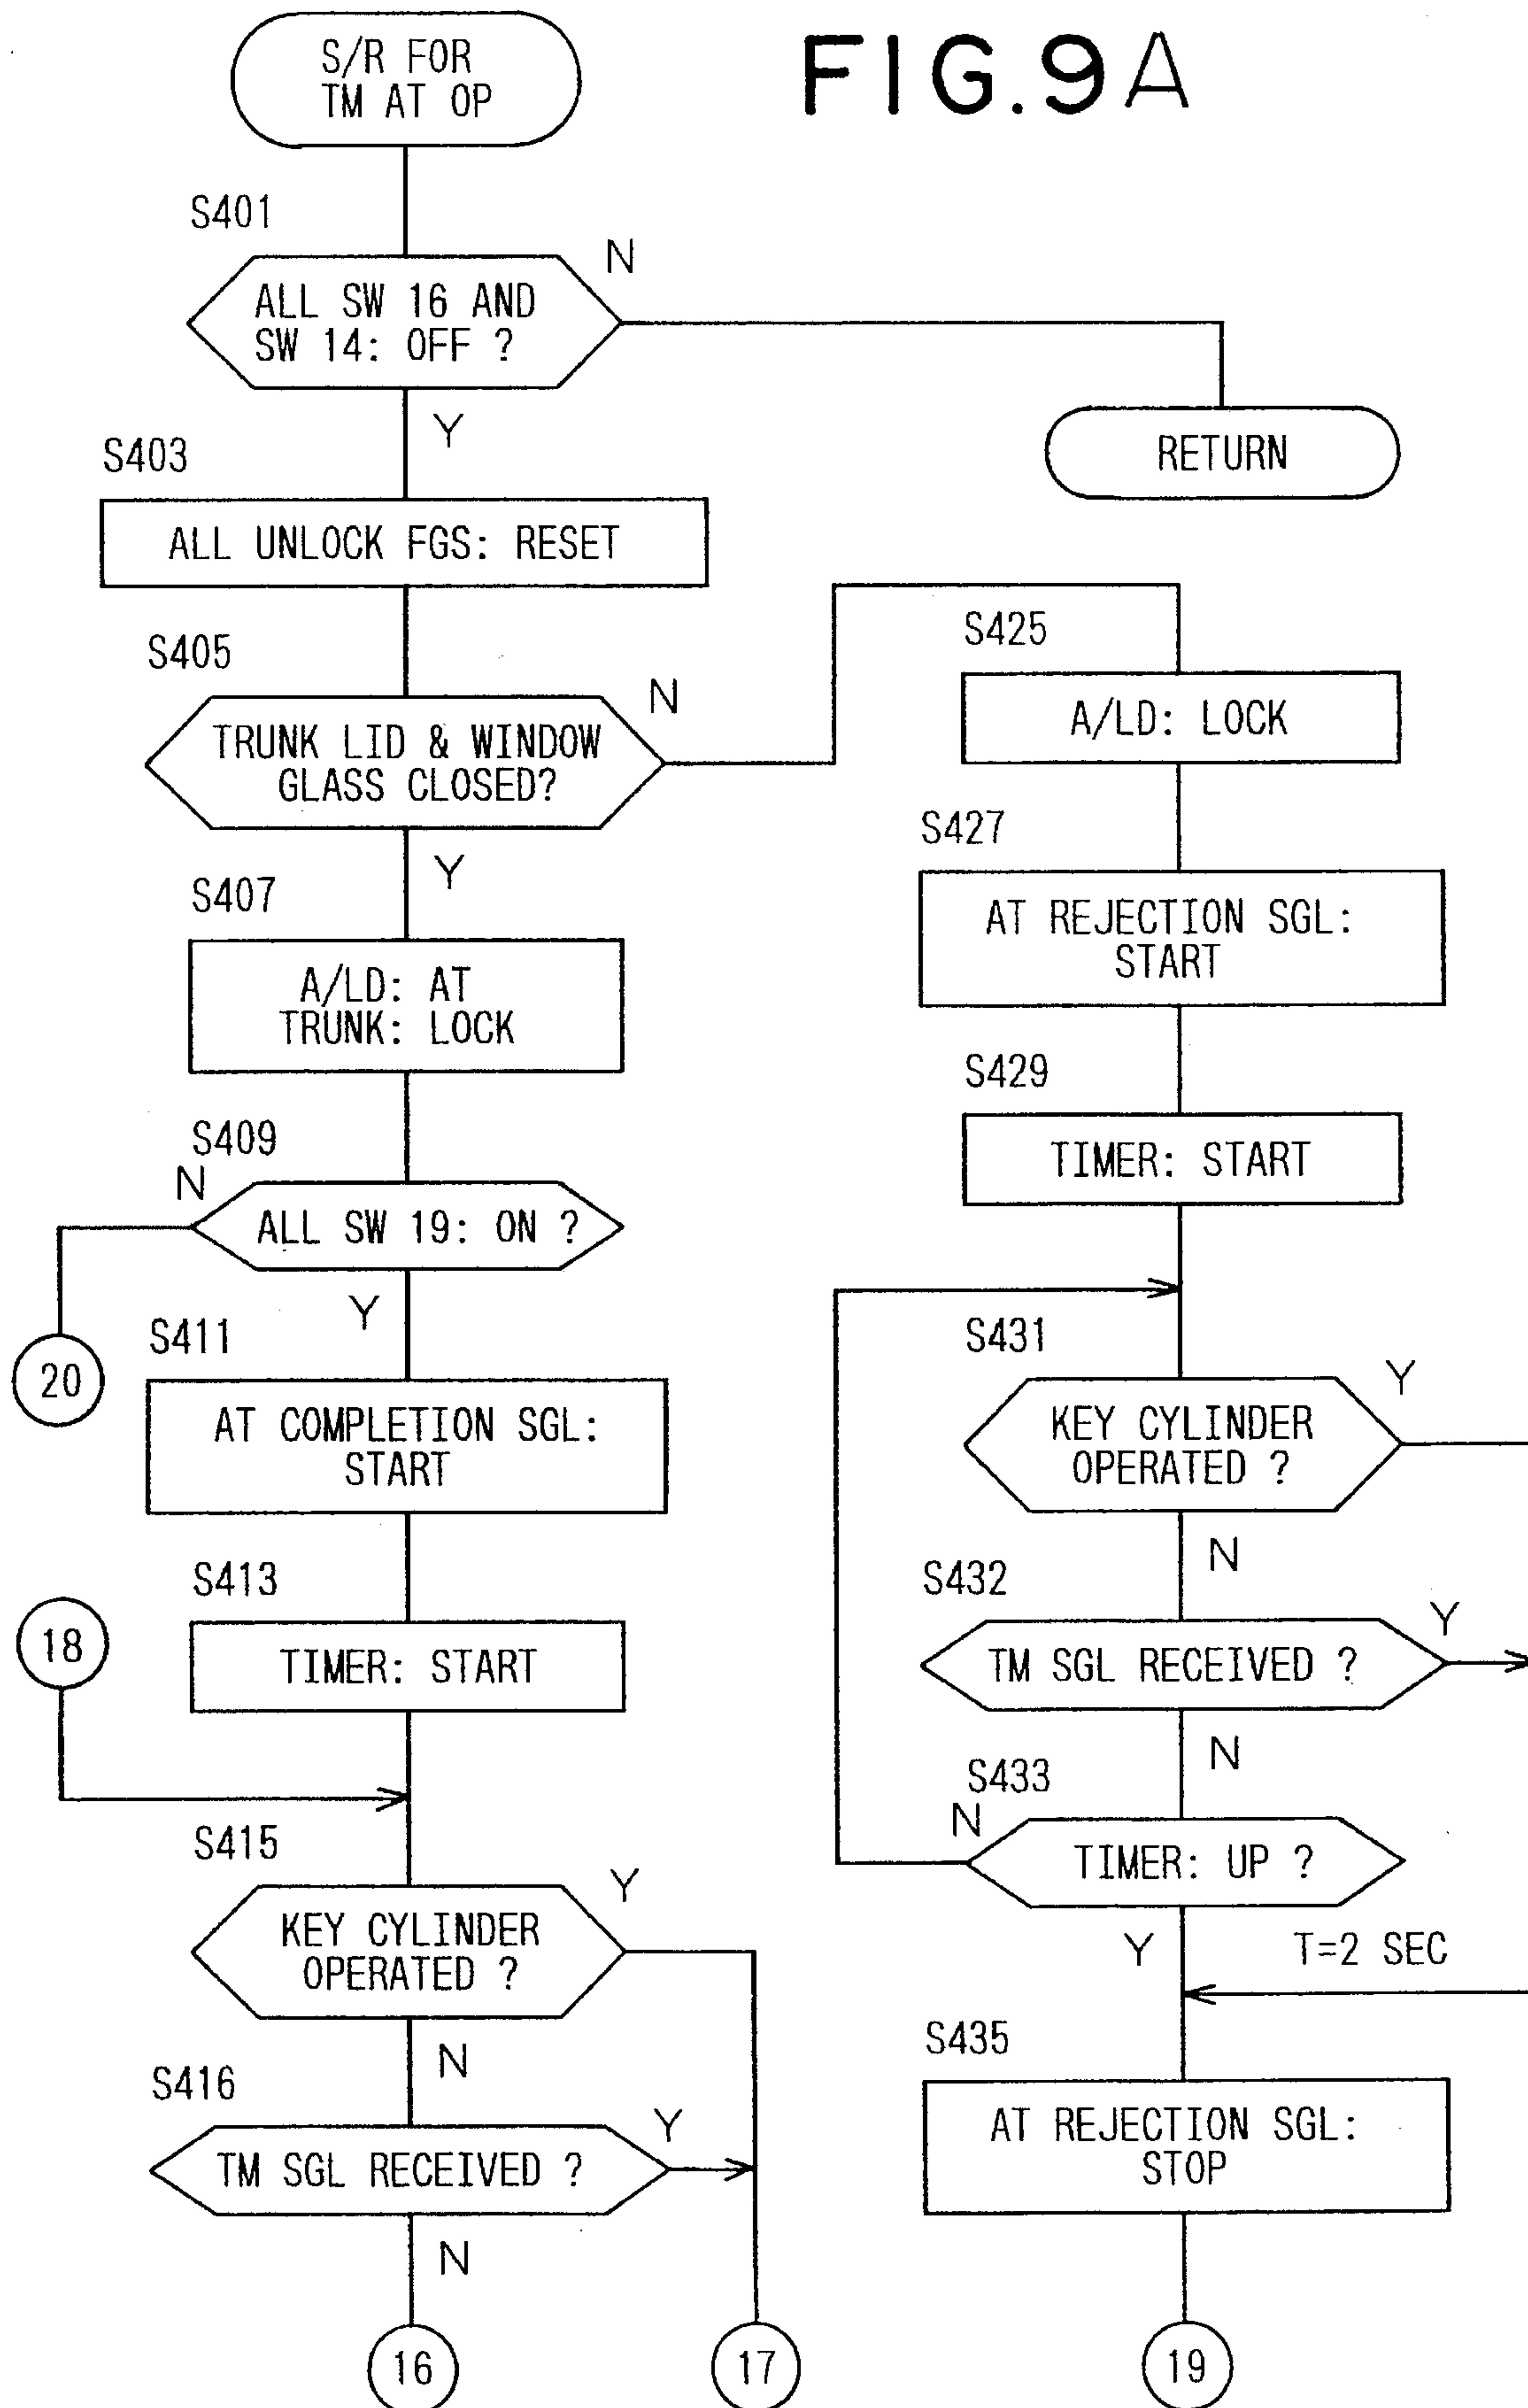 FIG.9A
S/R FOR
TM AT OP
S401
N
ALL SW 16 AND
SW 14: OFF ?
Y
RETURN
S403
ALL UNLOCK FGS: RESET
S405
N
TRUNK LID & WINDOW
GLASS CLOSED?
Y
S407
A/LD: AT
TRUNK: LOCK
S409
N
ALL SW 19: ON ?
Y
20
S411
AT COMPLETION SGL:
START
S413
TIMER: START
18
S415
Y
KEY CYLINDER
OPERATED ?
N
S416
Y
TM SGL RECEIVED ?
N
16
17
S425
A/LD: LOCK
S427
AT REJECTION SGL:
START
S429
TIMER: START
S431
Y
KEY CYLINDER
OPERATED ?
N
S432
Y
TM SGL RECEIVED ?
N
S433
N
TIMER: UP ?
Y
T=2 SEC
S435
AT REJECTION SGL:
STOP
19